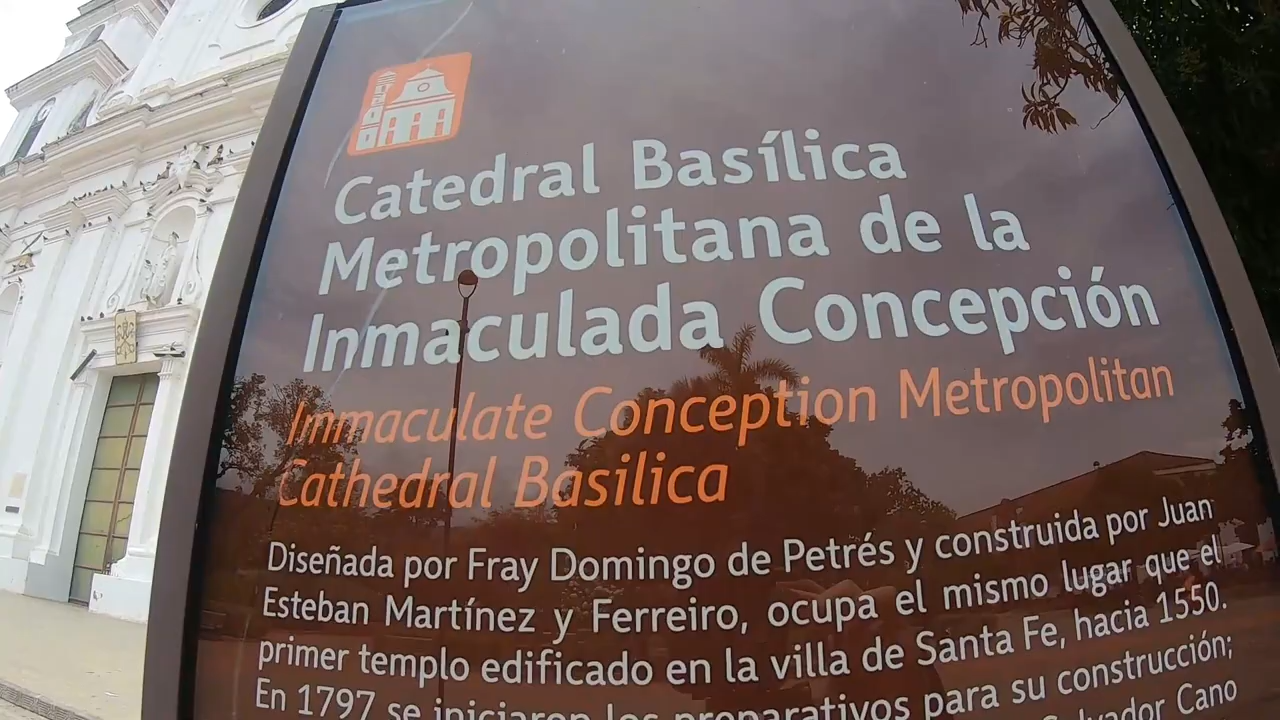 Catedral Basílica
Metropolitana de la
Inmaculada Concepción
Immaculate Conception Metropolitan
Cathedral Basilica
Diseñada por Fray Domingo de Petrés y construida por Juan
Esteban Martínez y Ferreiro, ocupa el mismo lugar que el
primer templo edificado en la villa de Santa Fe, hacia 1550.
En 1797 se iniciaron los preparativos para su construcción;
Salvador Cano